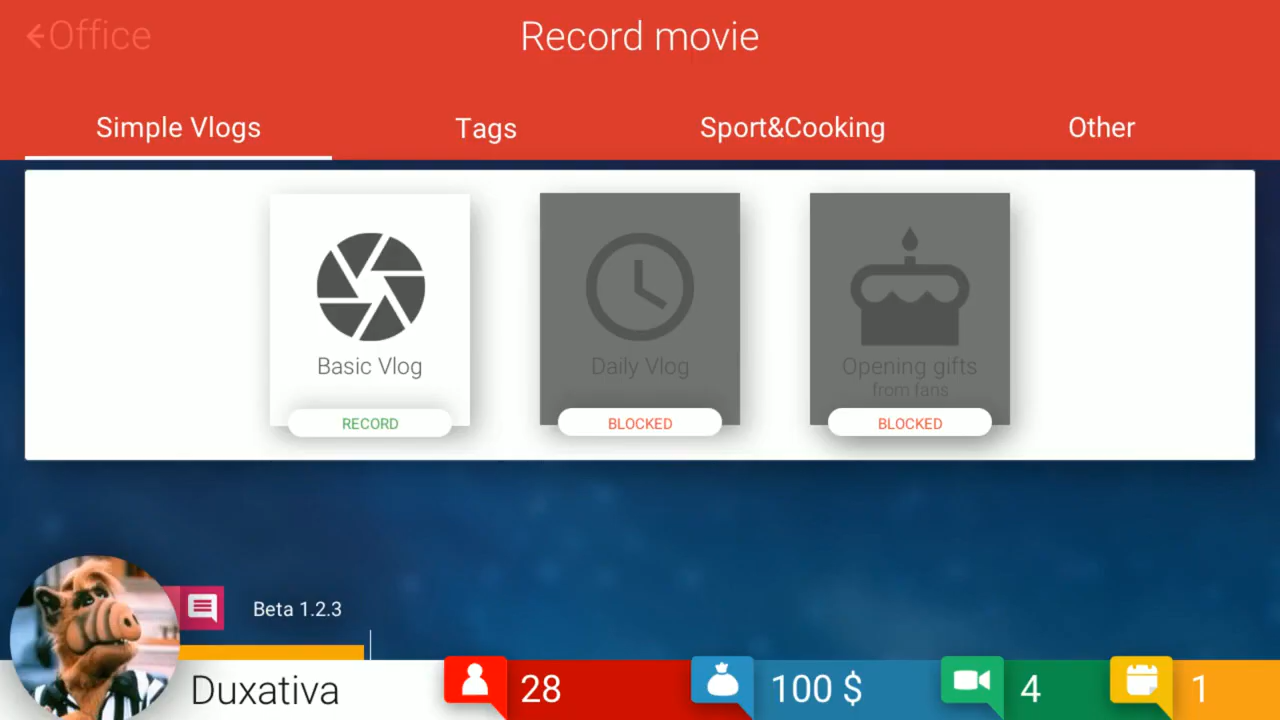 Office
Record movie
Simple Vlogs
Tags
Sport&Cooking
Other
Basic Vlog
RECORD
Daily Vlog
BLOCKED
Opening gifts
from fans
BLOCKED
Beta 1.2.3
Duxativa
28
100 $
4
1